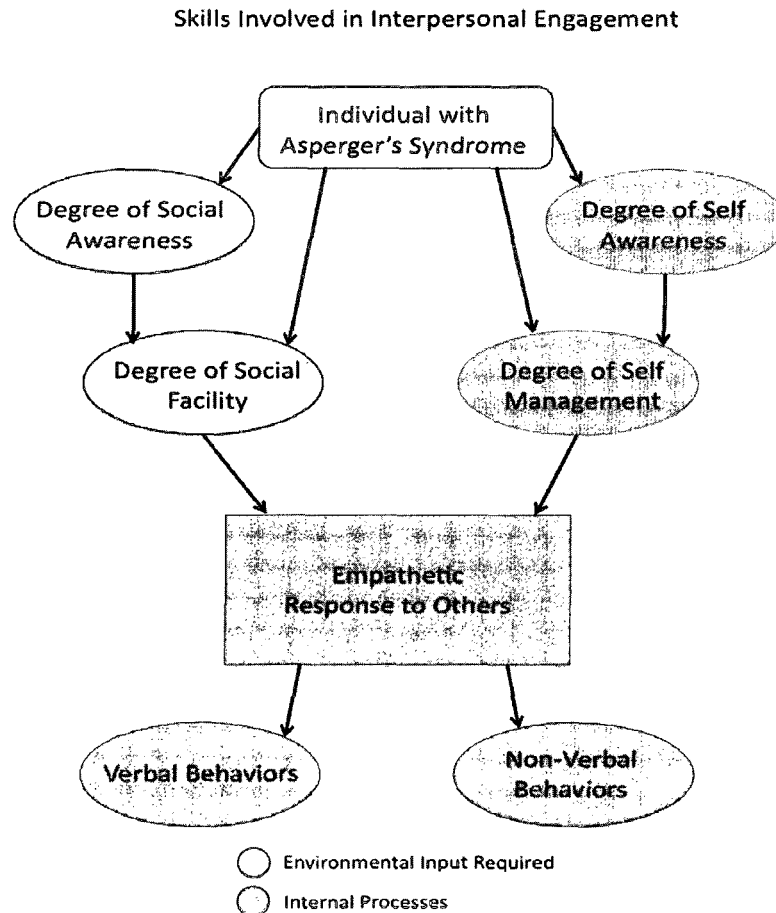 Skills Involved in Interpersonal Engagement
Individual with
Asperger's Syndrome
Degree of Social
Awareness
Degree of Self
Awareness
Degree of Social
Facility
Degree of Self
Management
Empathetic
Response to Others
Verbal Behaviors
Non-Verbal
Behaviors
Environmental Input Required
Internal Processes